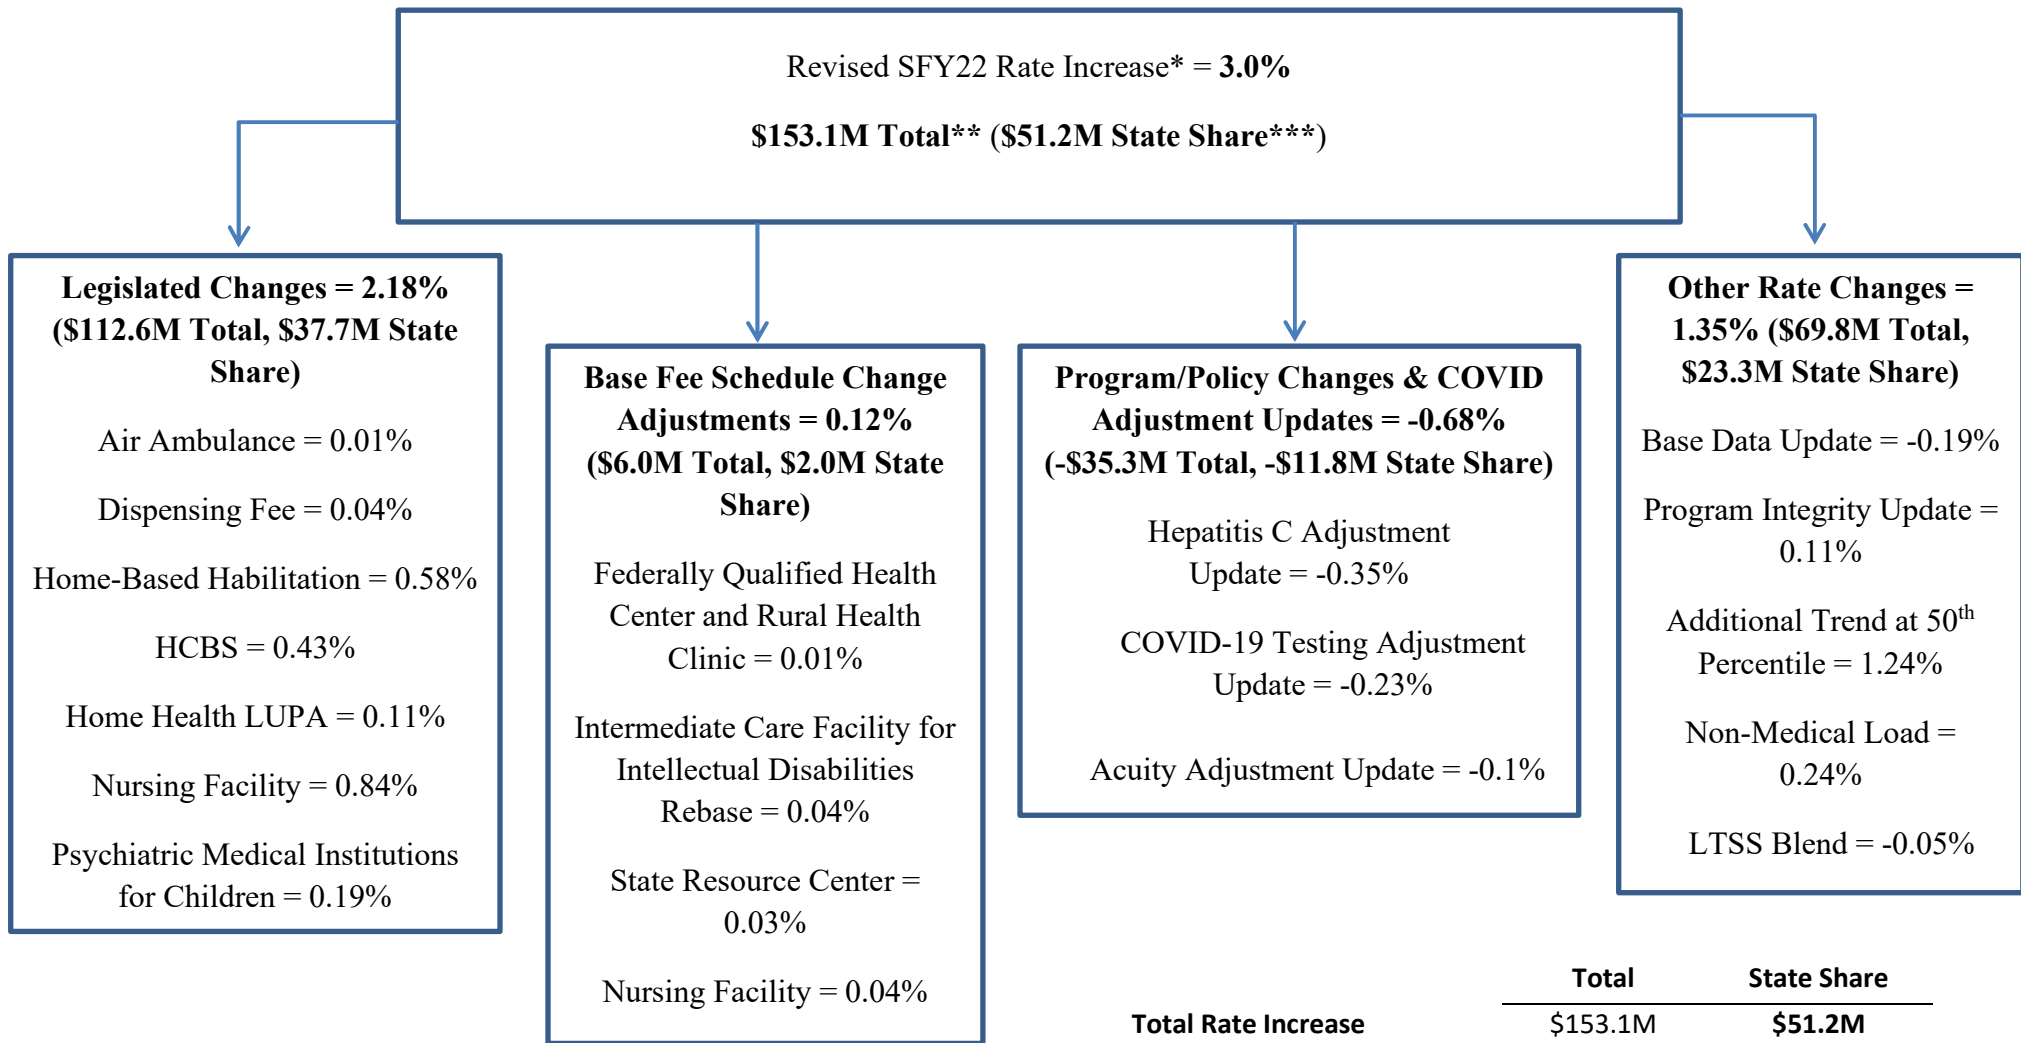 Revised SFY22 Rate Increase* = 3.0%
$153.1M Total** ($51.2M State Share***)
Legislated Changes = 2.18%
($112.6M Total, $37.7M State
Share)
Air Ambulance = 0.01%
Dispensing Fee = 0.04%
Home-Based Habilitation = 0.58%
HCBS = 0.43%
Home Health LUPA = 0.11%
Nursing Facility = 0.84%
Psychiatric Medical Institutions
for Children = 0.19%
Base Fee Schedule Change
Adjustments = 0.12%
($6.0M Total, $2.0M State
Share)
Federally Qualified Health
Center and Rural Health
Clinic = 0.01%
Intermediate Care Facility for
Intellectual Disabilities
Rebase = 0.04%
State Resource Center =
0.03%
Nursing Facility = 0.04%
Program/Policy Changes & COVID
Adjustment Updates = -0.68%
(-$35.3M Total, -$11.8M State Share)
Hepatitis C Adjustment
Update = -0.35%
COVID-19 Testing Adjustment
Update = -0.23%
Acuity Adjustment Update = -0.1%
Other Rate Changes =
1.35% ($69.8M Total,
$23.3M State Share)
Base Data Update = -0.19%
Program Integrity Update =
0.11%
Additional Trend at 50th
Percentile = 1.24%
Non-Medical Load =
0.24%
LTSS Blend = -0.05%
Total State Share
Total Rate Increase $153.1M $51.2M